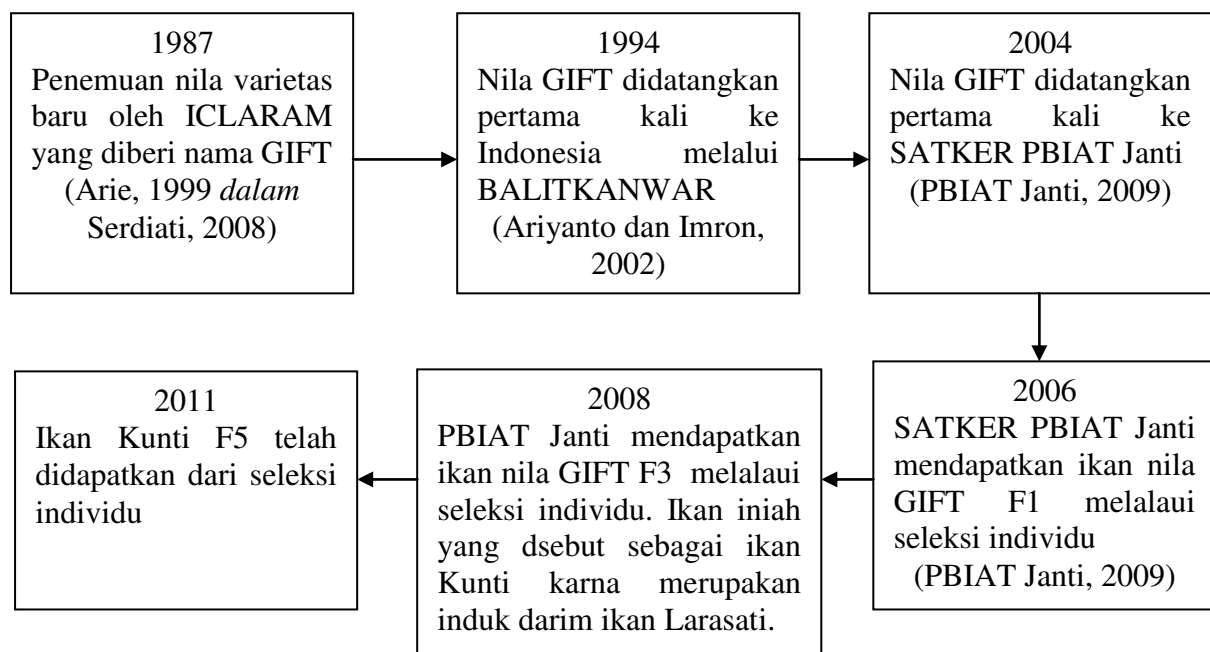 1987
Penemuan nila varietas
baru oleh ICLARAM
yang diberi nama GIFT
(Arie, 1999 dalam
Serdiati, 2008)
1994
Nila GIFT didatangkan
pertama kali ke
Indonesia melalui
BALITKANWAR
(Ariyanto dan Imron,
2002)
2004
Nila GIFT didatangkan
pertama kali ke
SATKER PBIAT Janti
(PBIAT Janti, 2009)
2006
SATKER PBIAT Janti
mendapatkan ikan nila
GIFT F1 melalaui
seleksi individu
(PBIAT Janti, 2009)
2008
PBIAT Janti mendapatkan
ikan nila GIFT F3 melalaui
seleksi individu. Ikan iniah
yang dsebut sebagai ikan
Kunti karna merupakan
induk darim ikan Larasati.
2011
Ikan Kunti F5 telah
didapatkan dari seleksi
individu